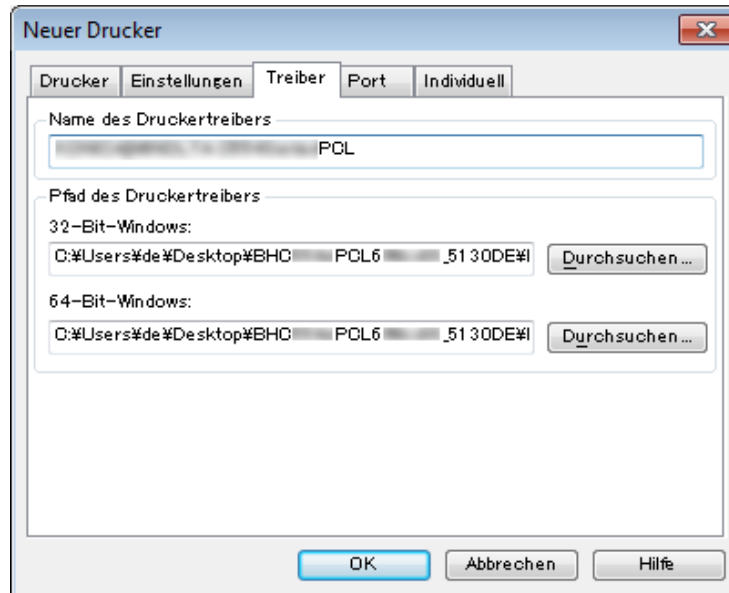 Neuer Drucker
Drucker Einstellungen Treiber Port Individuell
Name des Druckertreibers
PCL
Pfad des Druckertreibers
32-Bit-Windows:
C:¥Users¥de¥Desktop¥BHC PCL6 _5130DE¥I Durchsuchen...
64-Bit-Windows:
C:¥Users¥de¥Desktop¥BHC PCL6 _5130DE¥I Durchsuchen...
OK Abbrechen Hilfe